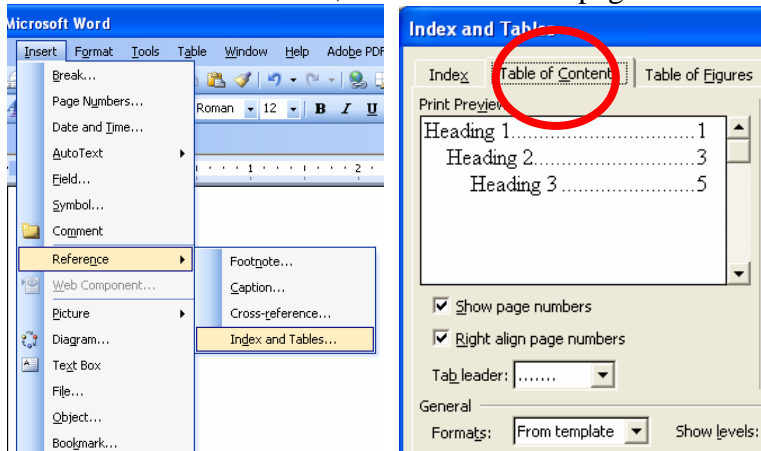 Microsoft Word
Insert Format Tools Table Window Help Adobe PDF
Roman 12 B I U
1 2
Break...
Page Numbers...
Date and Time...
AutoText
Field...
Symbol...
Comment
Reference
Web Component...
Picture
Diagram...
Text Box
File...
Object...
Bookmark...
Footnote...
Caption...
Cross-reference...
Index and Tables...
Index and Tables
Index Table of Contents Table of Figures
Print Preview
Heading 1..............................1
Heading 2...........................3
Heading 3........................5
Show page numbers
Right align page numbers
Tab leader: .......
General
Formats: From template Show levels: